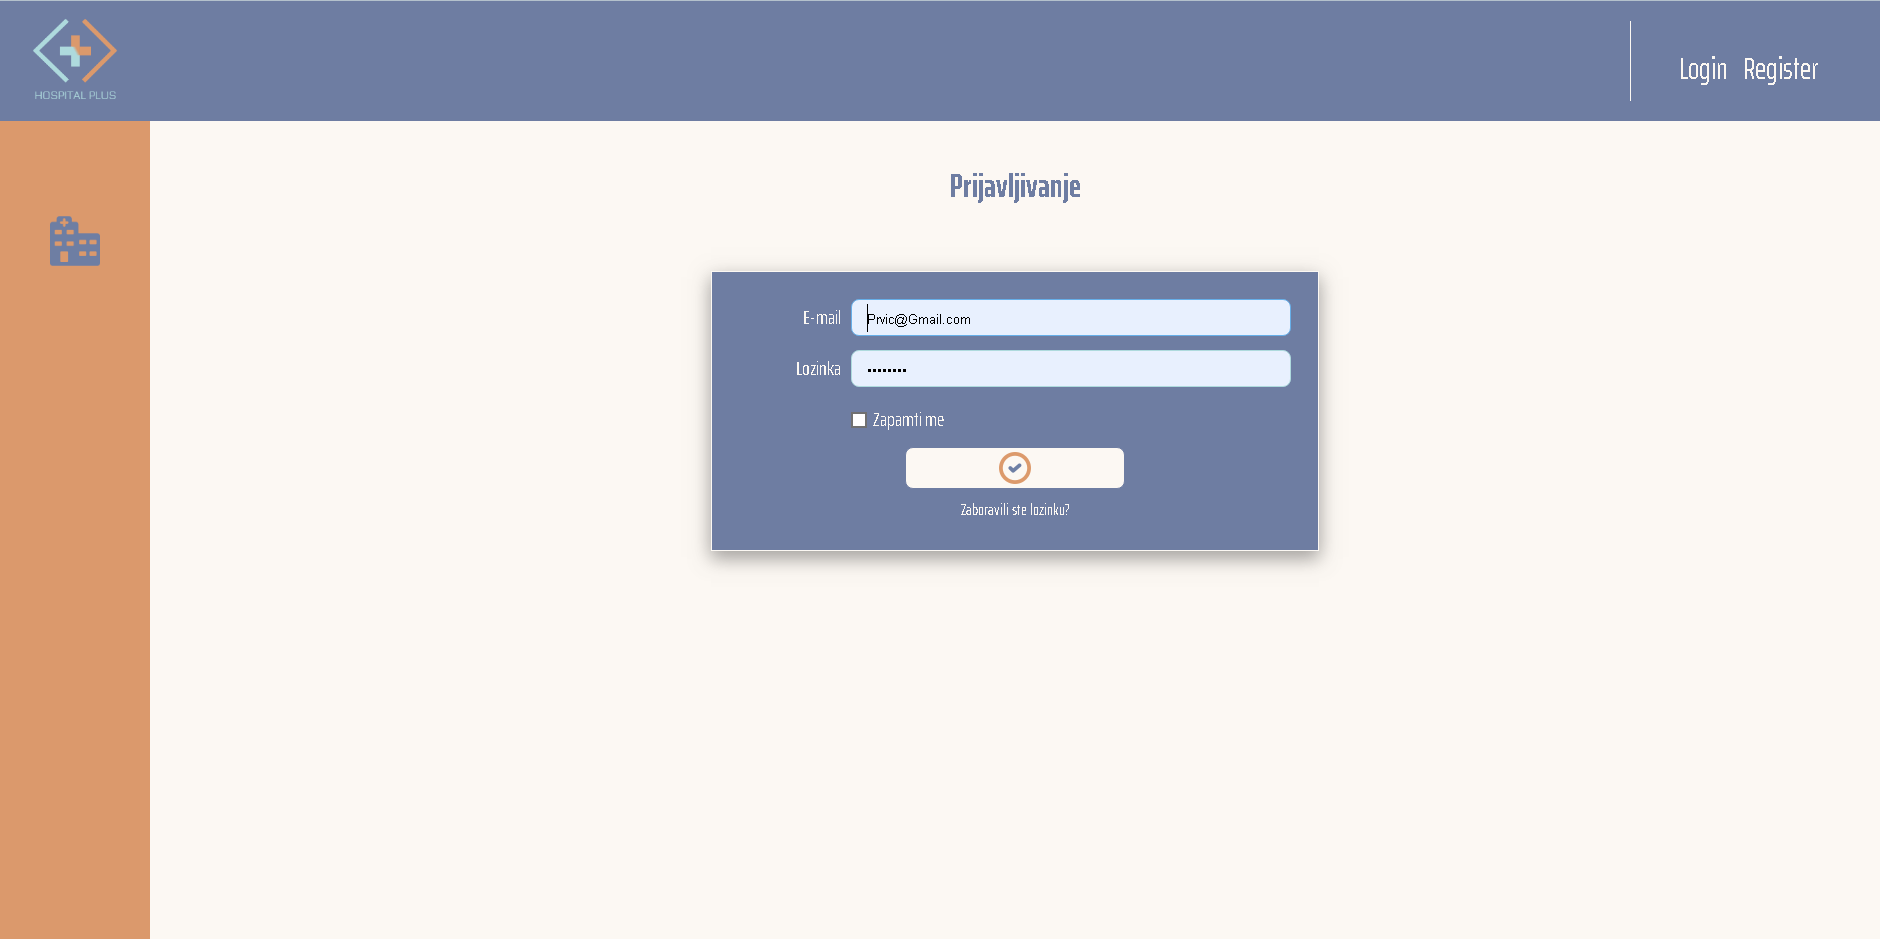 HOSPITAL PLUS
Login Register
Prijavljivanje
E-mail Prvic@Gmail.com
Lozinka ••••••••
Zapamti me
Zaboravili ste lozinku?